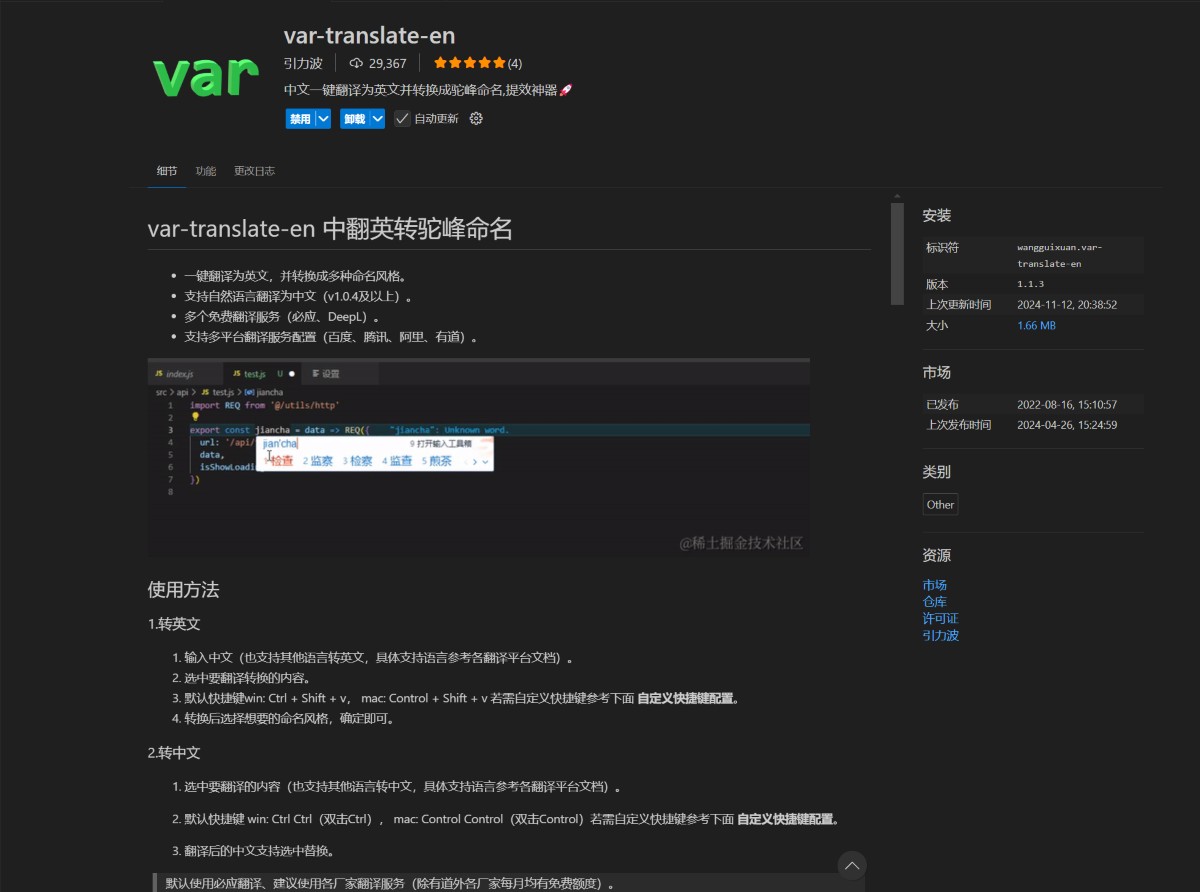 var
var-translate-en
引力波 29,367 (4)
中文一键翻译为英文并转换成驼峰命名,提效神器🚀
禁用 卸载 自动更新
细节 功能 更改日志
var-translate-en 中翻英转驼峰命名
• 一键翻译为英文，并转换成多种命名风格。
• 支持自然语言翻译为中文（v1.0.4及以上）。
• 多个免费翻译服务（必应、DeepL）。
• 支持多平台翻译服务配置（百度、腾讯、阿里、有道）。
JS index.js JS test.js U ● 设置
src > api > JS test.js > jiancha
1 import REQ from '@/utils/http'
2
3 export const jiancha = data => REQ({ "jiancha": Unknown word.
4 url: '/api/
5 data,
6 isShowLoadi
7 })
8
jian'cha 9 打开输入工具箱
1 检查 2 监察 3 检察 4 监查 5 煎茶
@稀土掘金技术社区
使用方法
1.转英文
1. 输入中文（也支持其他语言转英文，具体支持语言参考各翻译平台文档）。
2. 选中要翻译转换的内容。
3. 默认快捷键win: Ctrl + Shift + v， mac: Control + Shift + v 若需自定义快捷键参考下面 自定义快捷键配置。
4. 转换后选择想要的命名风格，确定即可。
2.转中文
1. 选中要翻译的内容（也支持其他语言转中文，具体支持语言参考各翻译平台文档）。
2. 默认快捷键 win: Ctrl Ctrl（双击Ctrl）， mac: Control Control（双击Control）若需自定义快捷键参考下面 自定义快捷键配置。
3. 翻译后的中文支持选中替换。
默认使用必应翻译、建议使用各厂家翻译服务（除有道外各厂家每月均有免费额度）。
安装
标识符 wangguixuan.var-
translate-en
版本 1.1.3
上次更新时间 2024-11-12, 20:38:52
大小 1.66 MB
市场
已发布 2022-08-16, 15:10:57
上次发行时间 2024-04-26, 15:24:59
类别
Other
资源
市场
仓库
许可证
引力波